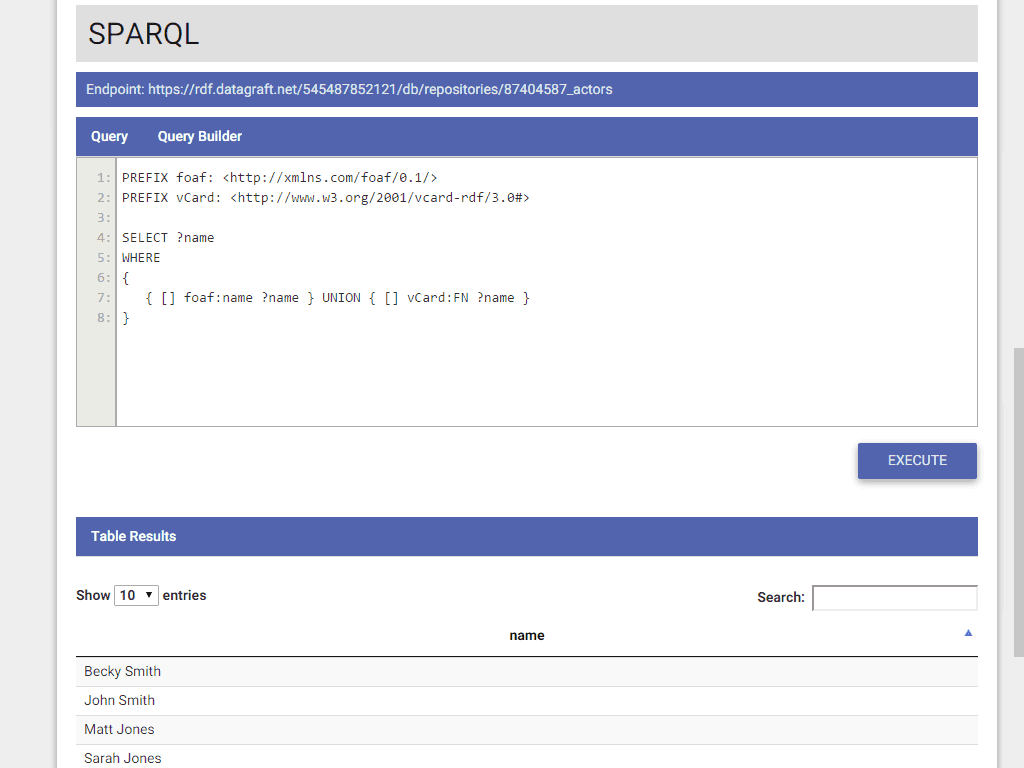 SPARQL
Endpoint: https://rdf.datagraft.net/545487852121/db/repositories/87404587_actors
Query Query Builder
1: PREFIX foaf: <http://xmlns.com/foaf/0.1/>
2: PREFIX vCard: <http://www.w3.org/2001/vcard-rdf/3.0#>
3:
4: SELECT ?name
5: WHERE
6: {
7: { [] foaf:name ?name } UNION { [] vCard:FN ?name }
8: }
EXECUTE
Table Results
Show 10 entries Search:
name
Becky Smith
John Smith
Matt Jones
Sarah Jones